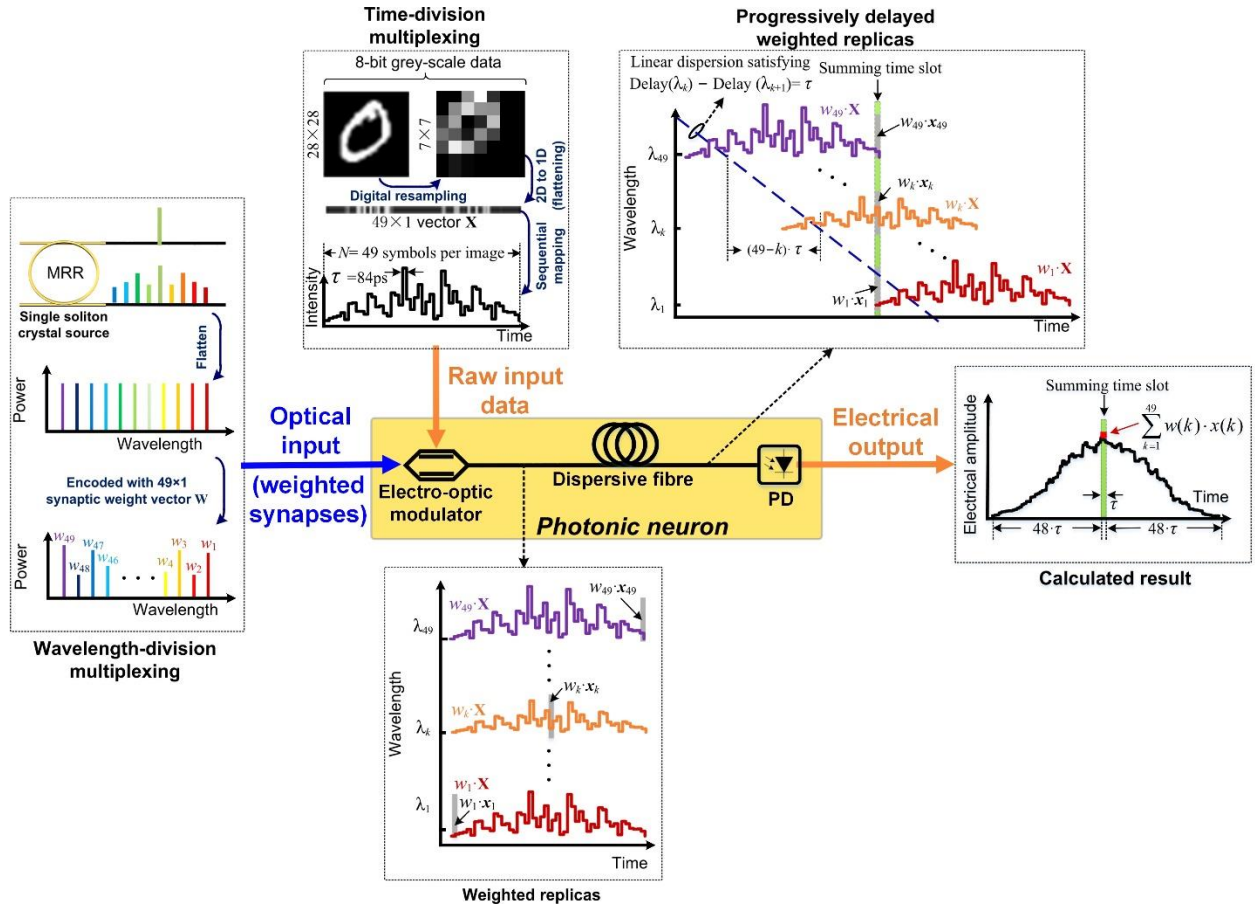 Time-division
multiplexing
8-bit grey-scale data
28×28
7×7
Digital resampling
2D to 1D
(flattening)
49×1 vector X
Sequential
mapping
N= 49 symbols per image
τ =84ps
Intensity
Time
Progressively delayed
weighted replicas
Linear dispersion satisfying
Delay(λk) − Delay (λk+1)= τ
Summing time slot
w49·X
w49·x49
λ49
wk·x k
wk·X
λk
(49−k)· τ
w1·X
w1·x1
λ1
Wavelength
Time
MRR
Single soliton
crystal source
Flatten
Power
Wavelength
Encoded with 49×1
synaptic weight vector W
w49
w48
w47
w46
w4
w3
w2
w1
Power
Wavelength
Wavelength-division
multiplexing
Optical
input
(weighted
synapses)
Raw input
data
Electro-optic
modulator
Dispersive fibre
PD
Photonic neuron
Electrical
output
Summing time slot
49
∑ w(k)·x(k)
k=1
Electrical amplitude
Time
τ
48·τ
48·τ
Calculated result
w49·X
w49·x49
λ49
wk·xk
wk·X
λk
w1·X
w1·x1
λ1
Wavelength
Time
Weighted replicas